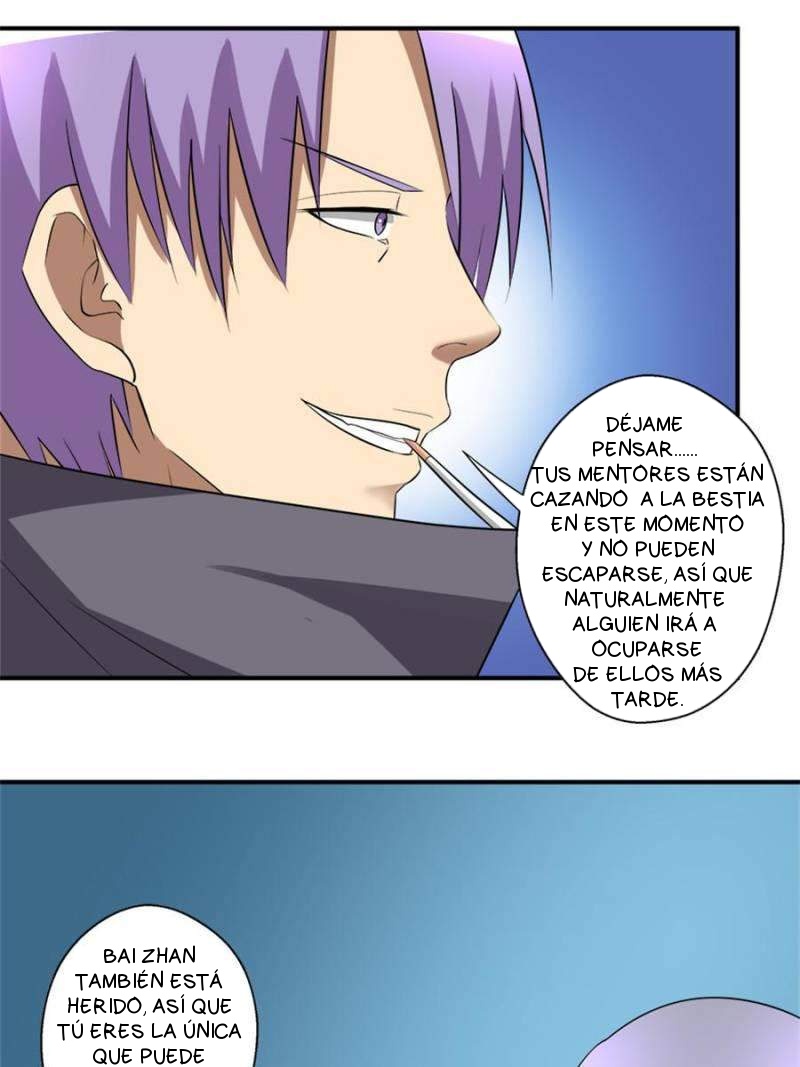 DÉJAME
PENSAR......
TUS MENTORES ESTÁN
CAZANDO A LA BESTIA
EN ESTE MOMENTO
Y NO PUEDEN
ESCAPARSE, ASÍ QUE
NATURALMENTE
ALGUIEN IRÁ A
OCUPARSE
DE ELLOS MÁS
TARDE.
BAI ZHAN
TAMBIÉN ESTÁ
HERIDO, ASÍ QUE
TÚ ERES LA ÚNICA
QUE PUEDE